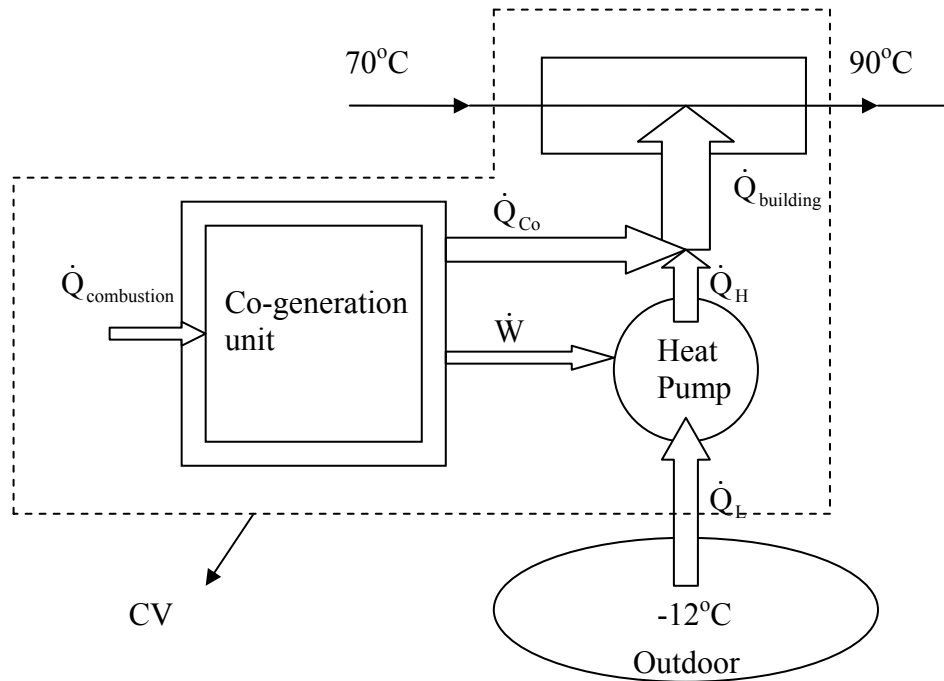 70°C
90°C
Q̇building
Q̇Co
Q̇combustion
Co-generation
unit
Ẇ
Q̇H
Heat
Pump
Q̇L
CV
-12°C
Outdoor